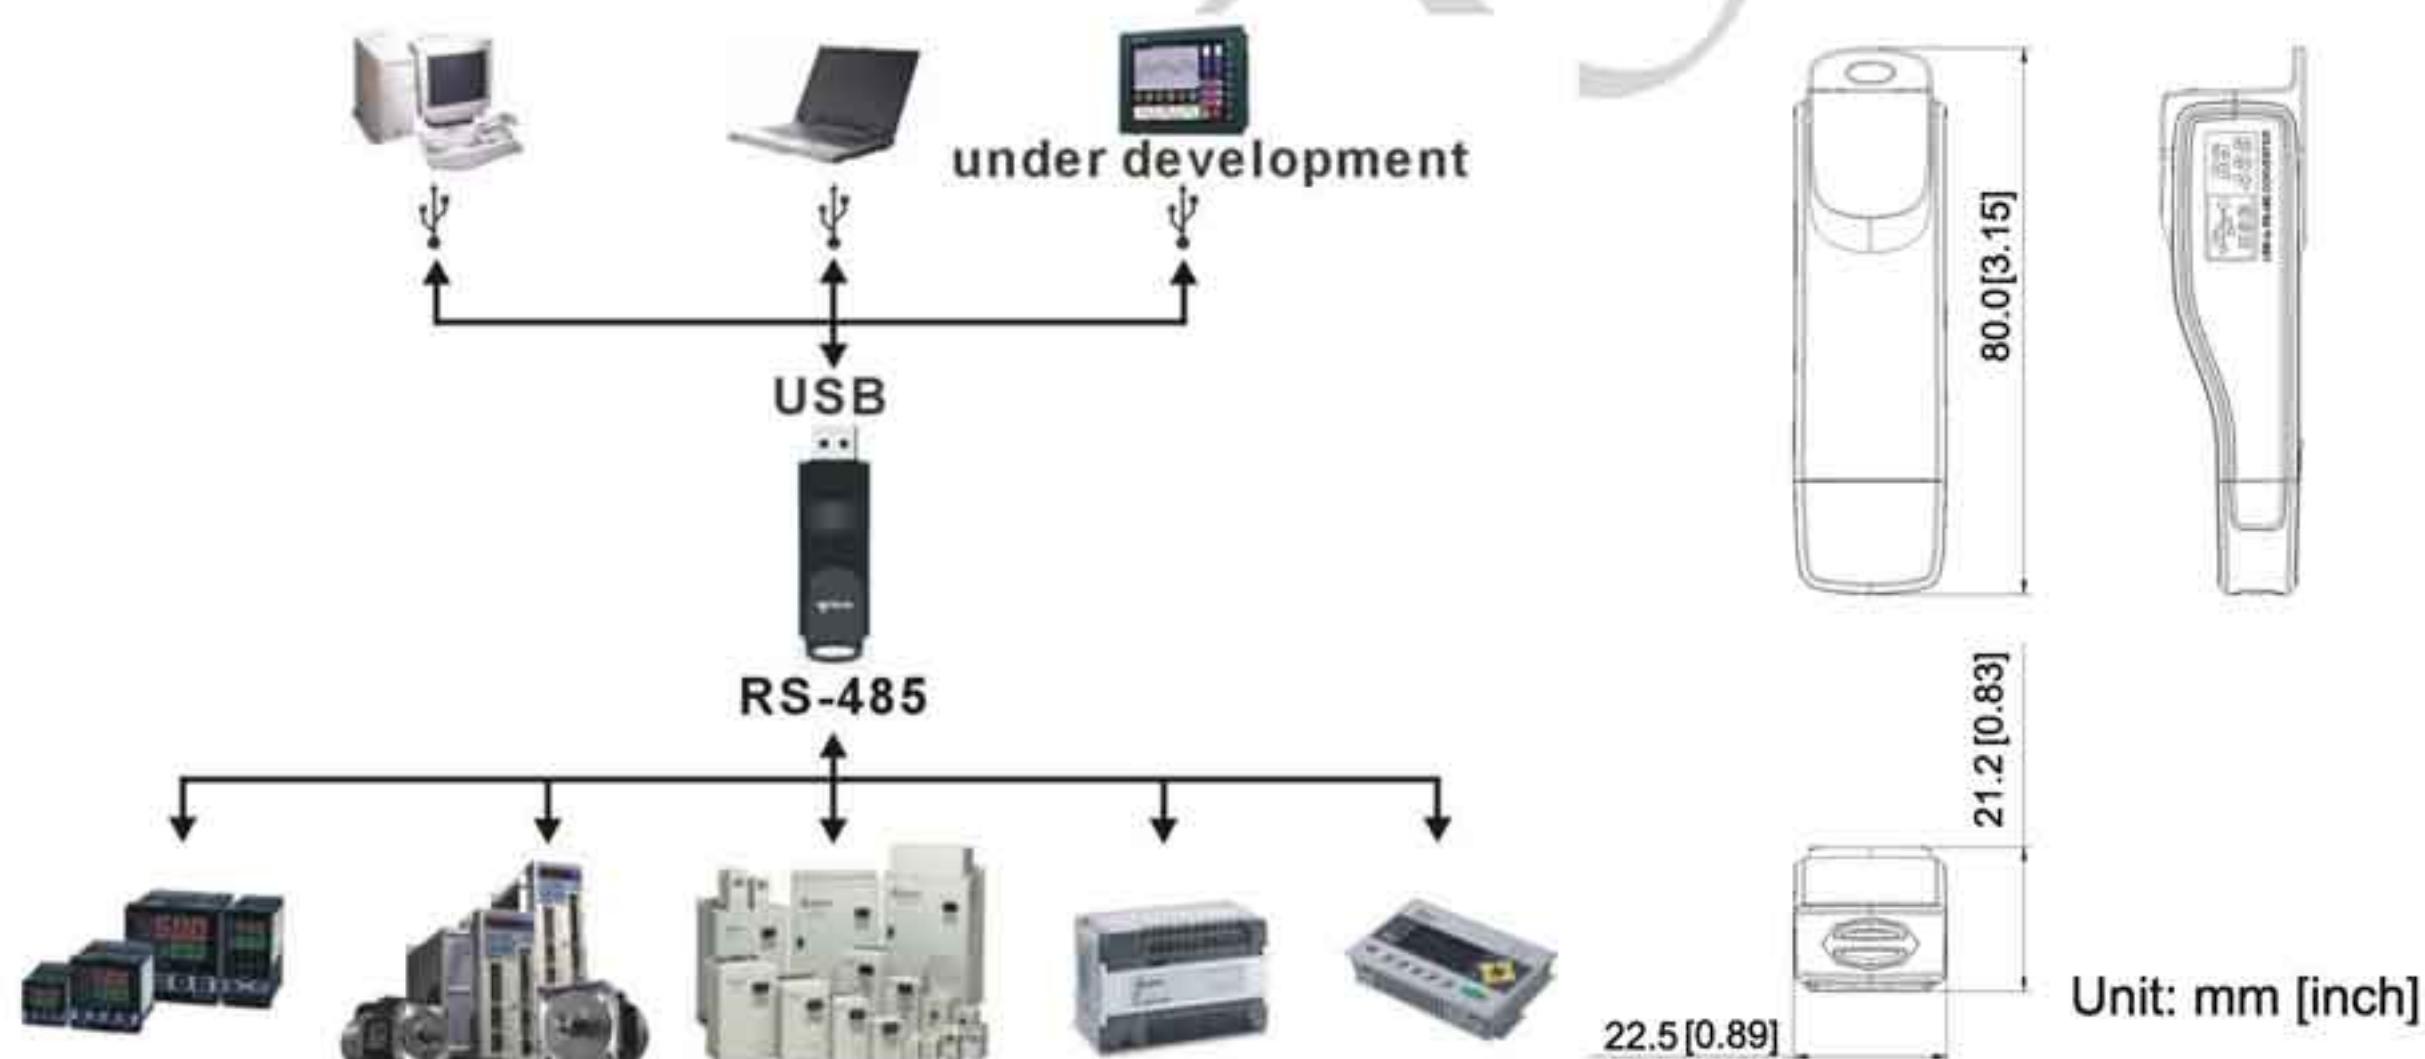 under development
USB
RS-485
80.0[3.15]
21.2 [0.83]
22.5 [0.89]
Unit: mm [inch]